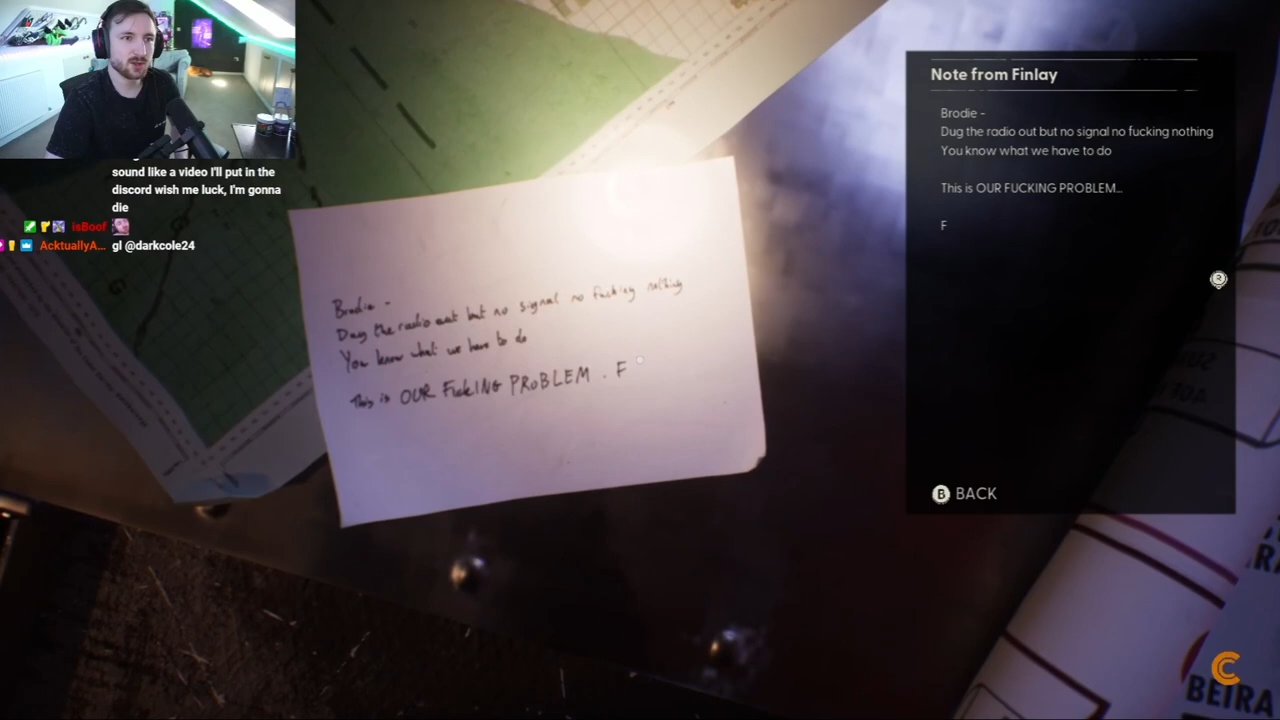 sound like a video I'll put in the
discord wish me luck, I'm gonna
die
isBoof
AcktuallyA... gl @darkcole24
Brodie -
Dug the radio out but no signal no fucking nothing
You know what we have to do
This is OUR FucKING PROBLEM . F
Note from Finlay
Brodie -
Dug the radio out but no signal no fucking nothing
You know what we have to do
This is OUR FUCKING PROBLEM...
F
R
B BACK
BEIRA